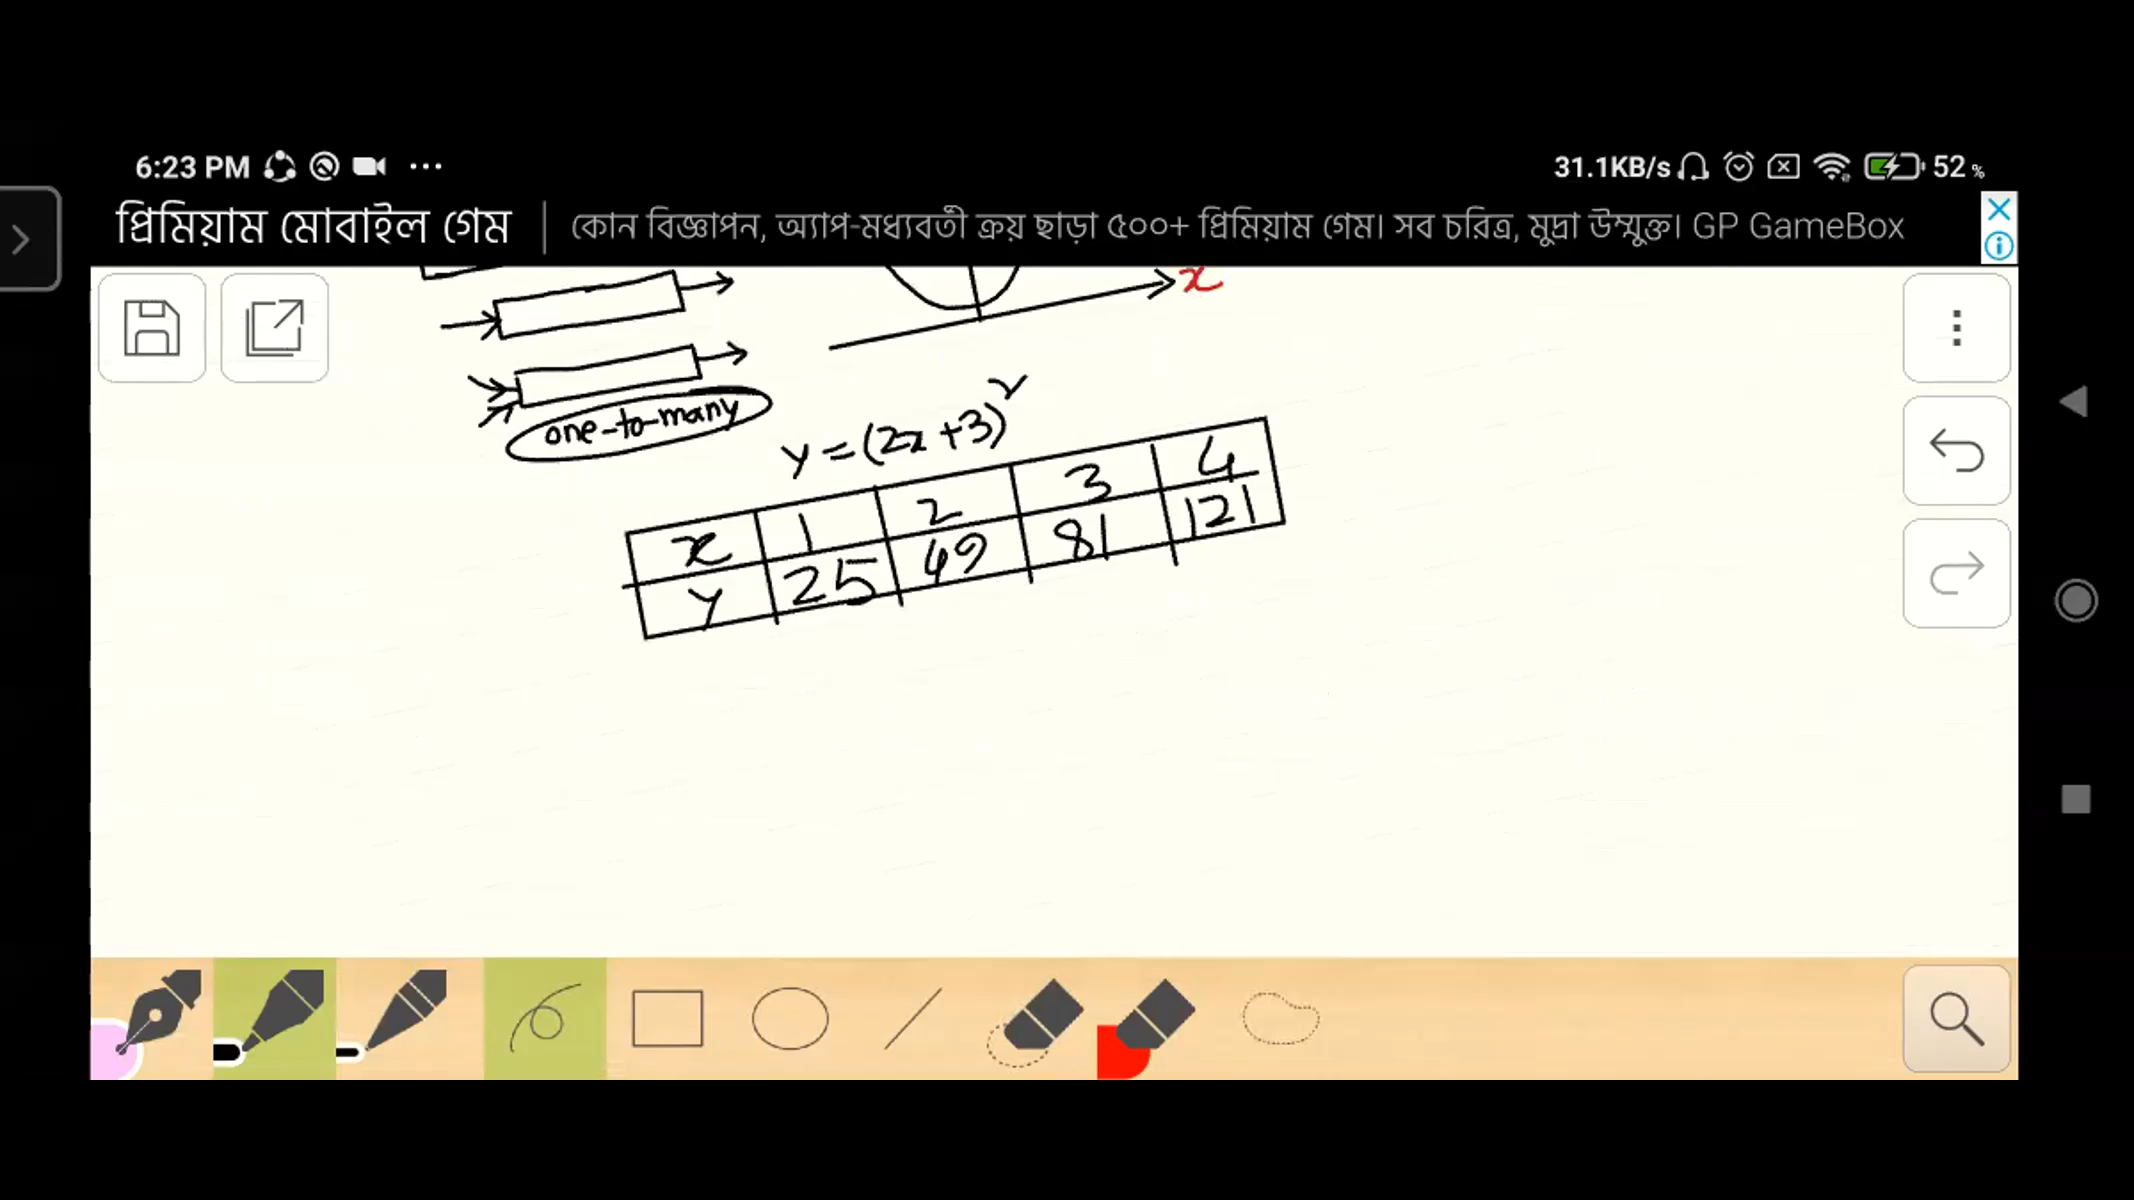 6:23 PM ... 31.1KB/s 52 %
প্রিমিয়াম মোবাইল গেম | কোন বিজ্ঞাপন, অ্যাপ-মধ্যবর্তী ক্রয় ছাড়া ৫০০+ প্রিমিয়াম গেম। সব চরিত্র, মুদ্রা উন্মুক্ত। GP GameBox
x
one-to-many
y = (2x+3)²
x 1 2 3 4
y 25 49 81 121